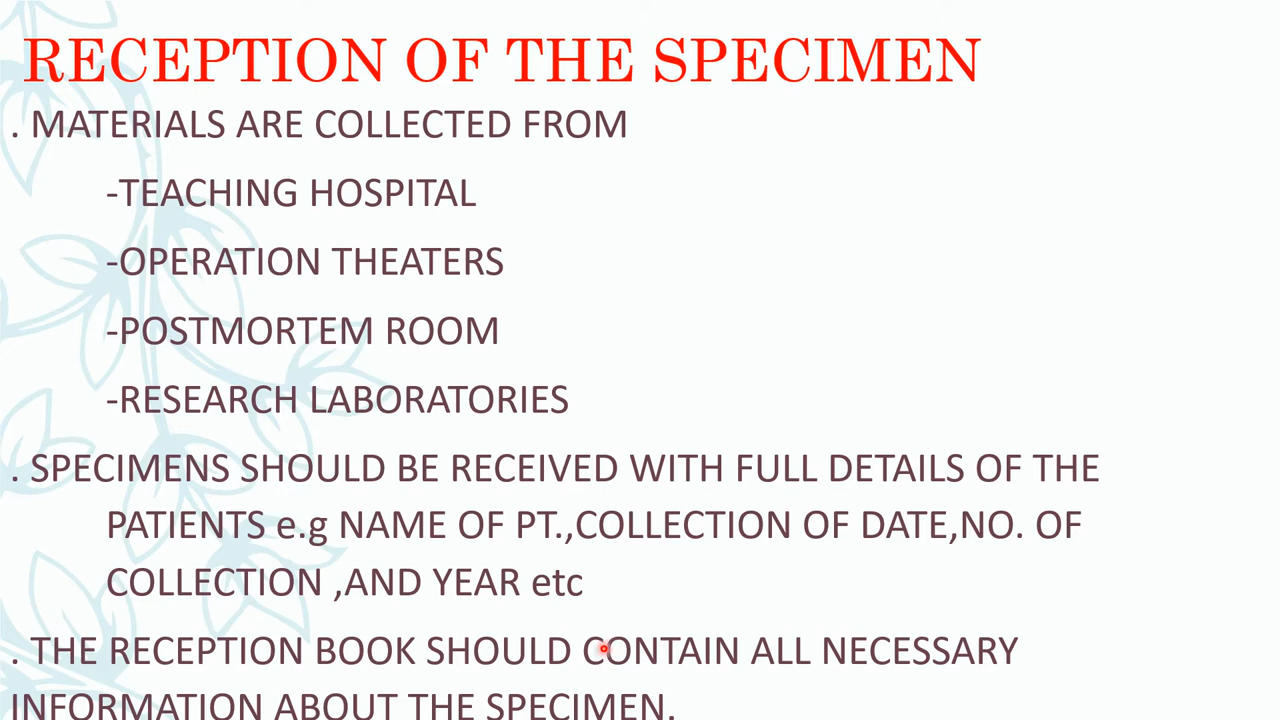 RECEPTION OF THE SPECIMEN
. MATERIALS ARE COLLECTED FROM
-TEACHING HOSPITAL
-OPERATION THEATERS
-POSTMORTEM ROOM
-RESEARCH LABORATORIES
. SPECIMENS SHOULD BE RECEIVED WITH FULL DETAILS OF THE
PATIENTS e.g NAME OF PT.,COLLECTION OF DATE,NO. OF
COLLECTION ,AND YEAR etc
. THE RECEPTION BOOK SHOULD CONTAIN ALL NECESSARY
INFORMATION ABOUT THE SPECIMEN.